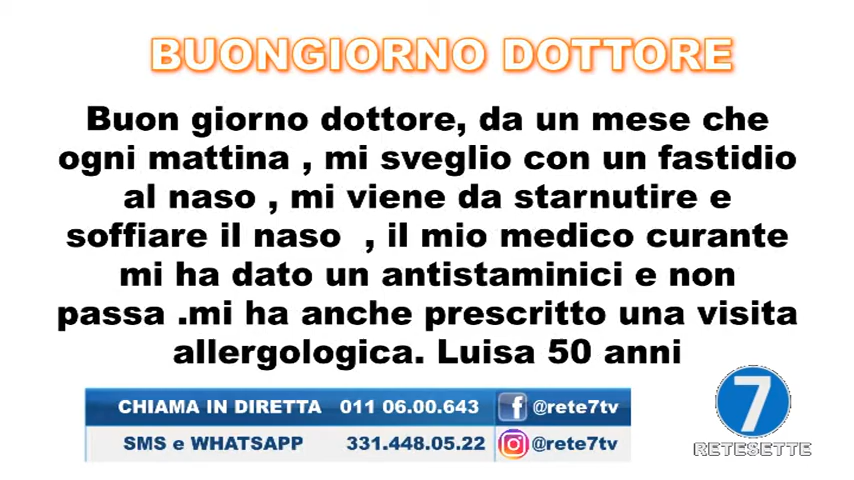 BUONGIORNO DOTTORE
Buon giorno dottore, da un mese che
ogni mattina , mi sveglio con un fastidio
al naso , mi viene da starnutire e
soffiare il naso , il mio medico curante
mi ha dato un antistaminici e non
passa .mi ha anche prescritto una visita
allergologica. Luisa 50 anni
CHIAMA IN DIRETTA 011 06.00.643 @rete7tv
SMS e WHATSAPP 331.448.05.22 @rete7tv
7
RETESETTE